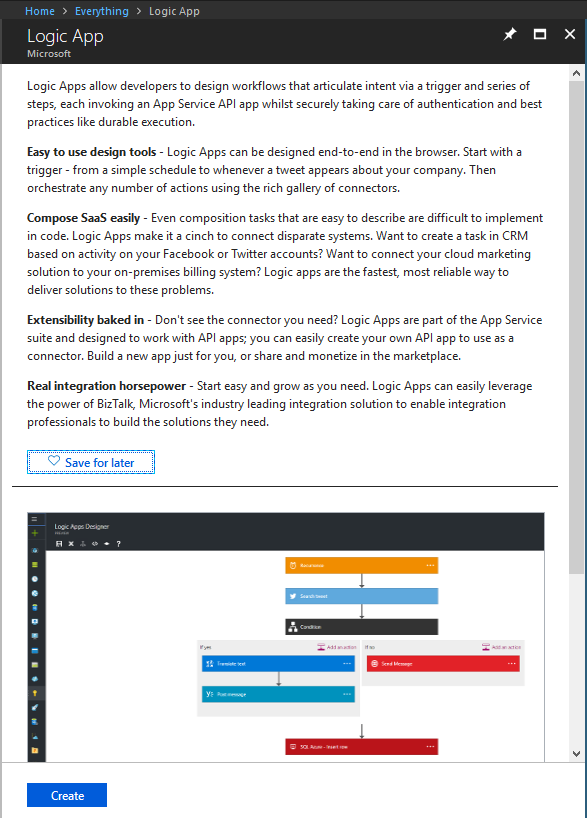 Home > Everything > Logic App
Logic App
Microsoft
Logic Apps allow developers to design workflows that articulate intent via a trigger and series of
steps, each invoking an App Service API app whilst securely taking care of authentication and best
practices like durable execution.
Easy to use design tools - Logic Apps can be designed end-to-end in the browser. Start with a
trigger - from a simple schedule to whenever a tweet appears about your company. Then
orchestrate any number of actions using the rich gallery of connectors.
Compose SaaS easily - Even composition tasks that are easy to describe are difficult to implement
in code. Logic Apps make it a cinch to connect disparate systems. Want to create a task in CRM
based on activity on your Facebook or Twitter accounts? Want to connect your cloud marketing
solution to your on-premises billing system? Logic apps are the fastest, most reliable way to
deliver solutions to these problems.
Extensibility baked in - Don't see the connector you need? Logic Apps are part of the App Service
suite and designed to work with API apps; you can easily create your own API app to use as a
connector. Build a new app just for you, or share and monetize in the marketplace.
Real integration horsepower - Start easy and grow as you need. Logic Apps can easily leverage
the power of BizTalk, Microsoft's industry leading integration solution to enable integration
professionals to build the solutions they need.
Save for later
Logic Apps Designer
Recurrence
Search tweet
Condition
If yes
Add an action
If no
Add an action
Translate text
Send Message
Post message
SQL Azure - Insert row
Create